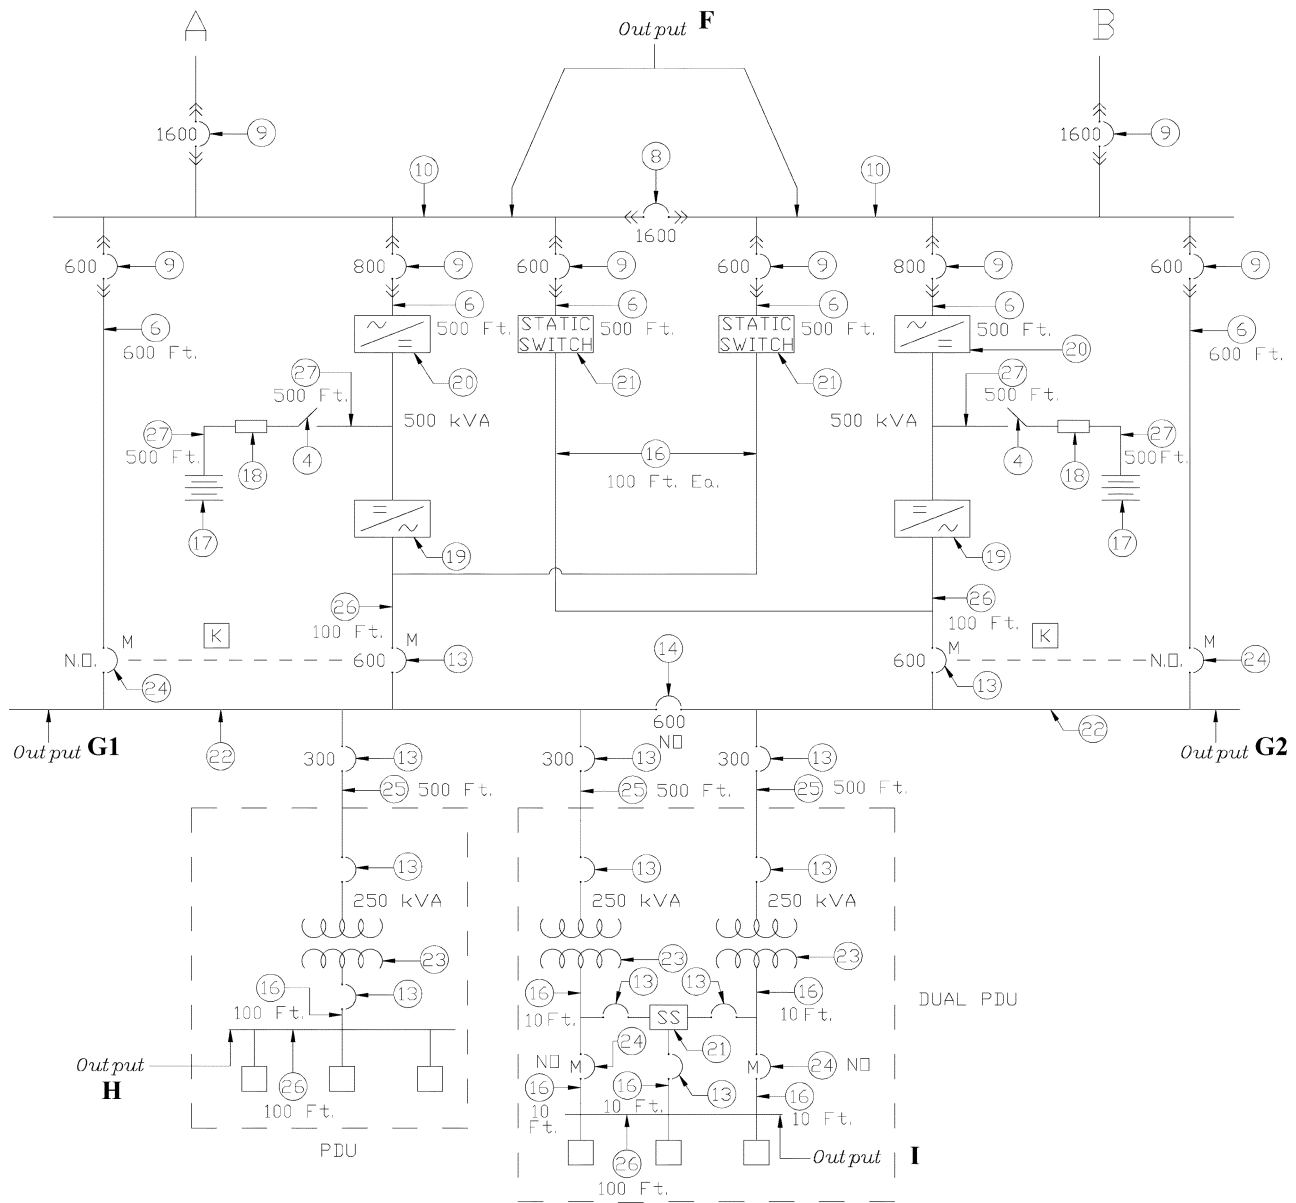 A
Output F
B
1600 9
8
1600 9
10
10
1600
600 9
800 9
600 9
600 9
800 9
600 9
6
600 Ft.
6
500 Ft.
6
500 Ft.
6
500 Ft.
6
500 Ft.
6
600 Ft.
~ =
STATIC SWITCH
STATIC SWITCH
~ =
20
21
21
20
27
500 Ft.
27
500 Ft.
500 kVA
500 kVA
27
500 Ft.
18
4
16
100 Ft. Ea.
4
18
27
500Ft.
17
= ~
19
= ~
19
17
26
100 Ft.
26
100 Ft.
K
K
M
N.O.
24
M
600 13
14
M
600
13
M
N.O. 24
600
NO
Output G1
22
22
Output G2
300 13
13
300 13
25 500 Ft.
25 500 Ft.
25 500 Ft.
13
13
13
250 kVA
250 kVA
250 kVA
23
23
23
16
100 Ft.
13
16
10Ft.
13
13
16
10Ft.
DUAL PDU
SS
21
Output H
26
100 Ft.
NO M 24
M 24 NO
16
10 Ft.
16
10 Ft.
13
16
10 Ft.
26
100 Ft.
Output I
PDU